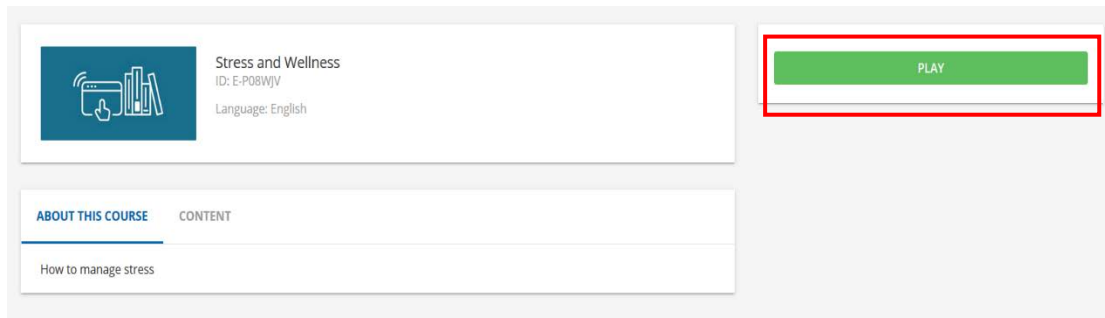 Stress and Wellness
ID: E-P08WJV
Language: English
PLAY
ABOUT THIS COURSE
CONTENT
How to manage stress